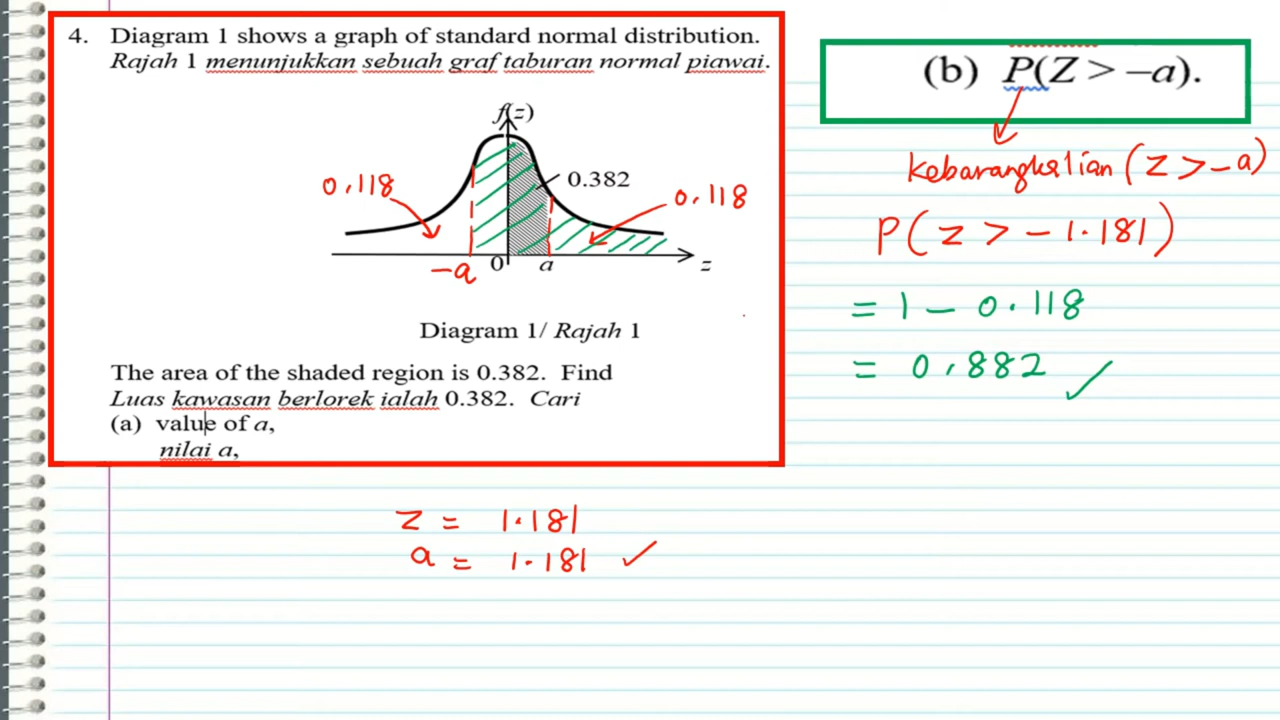 4. Diagram 1 shows a graph of standard normal distribution.
Rajah 1 menunjukkan sebuah graf taburan normal piawai.
f(z)
0.118
0.382
0.118
-a
0
a
z
Diagram 1/ Rajah 1
The area of the shaded region is 0.382. Find
Luas kawasan berlorek ialah 0.382. Cari
(a) value of a,
nilai a,
z = 1.181
a = 1.181 ✓
(b) P(Z > -a).
Kebarangkalian (Z > -a)
P(Z > -1.181)
= 1 - 0.118
= 0.882 ✓